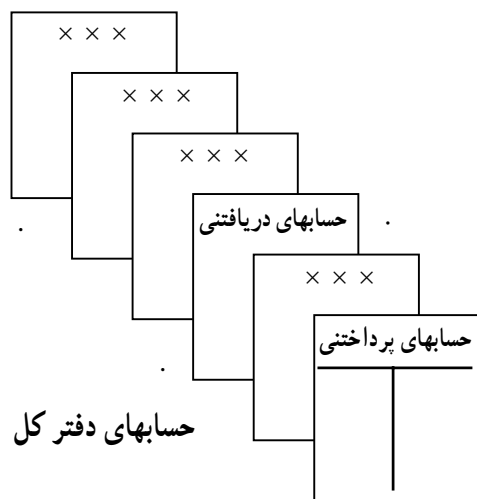 × × ×
× × ×
× × ×
حسابهای دریافتنی
× × ×
حسابهای پرداختنی
حسابهای دفتر کل